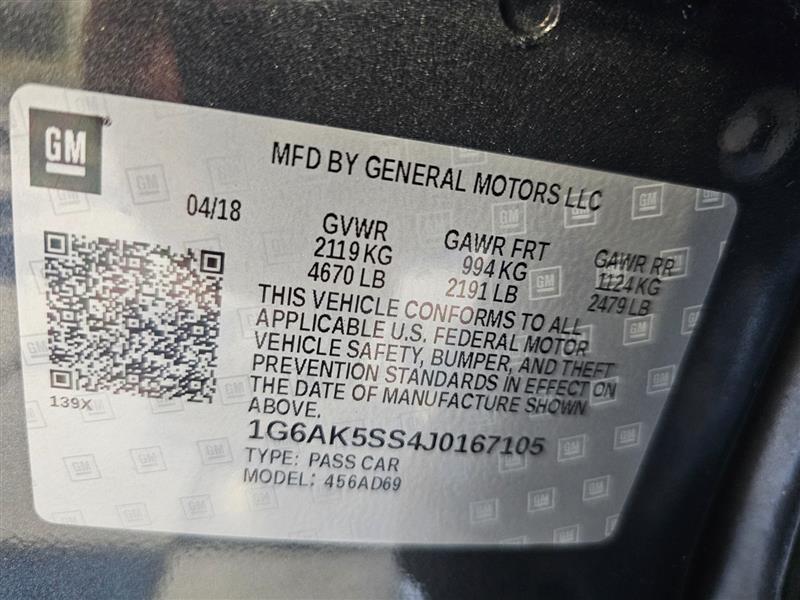 GM
MFD BY GENERAL MOTORS LLC
04/18
GVWR
2119 KG
4670 LB
GAWR FRT
994 KG
2191 LB
GAWR RR
1124 KG
2479 LB
THIS VEHICLE CONFORMS TO ALL
APPLICABLE U.S. FEDERAL MOTOR
VEHICLE SAFETY, BUMPER, AND THEFT
PREVENTION STANDARDS IN EFFECT ON
THE DATE OF MANUFACTURE SHOWN
ABOVE.
139X
1G6AK5SS4J0167105
TYPE: PASS CAR
MODEL: 456AD69